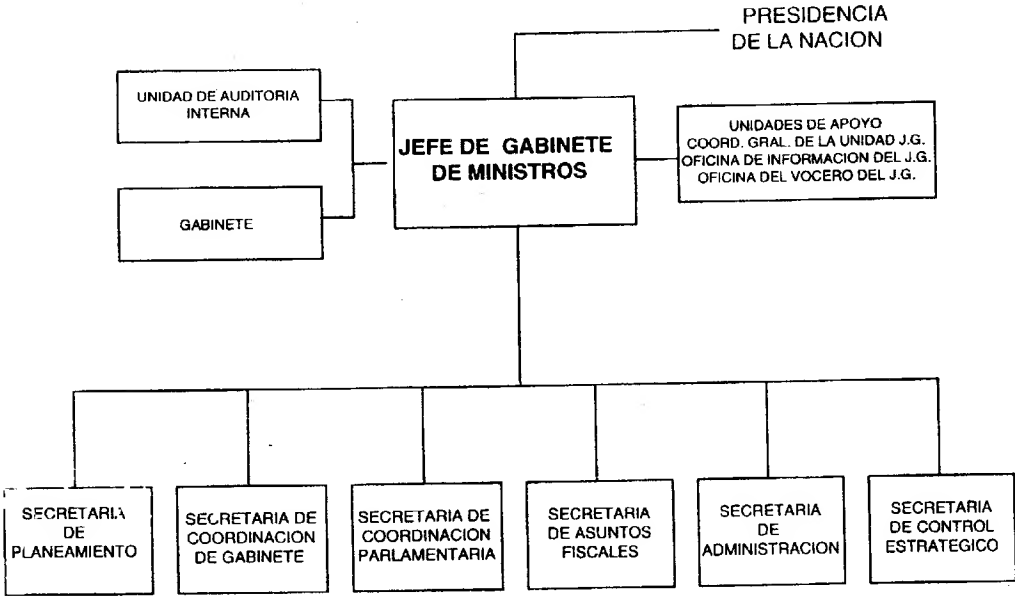 PRESIDENCIA
DE LA NACION
UNIDAD DE AUDITORIA
INTERNA
GABINETE
JEFE DE GABINETE
DE MINISTROS
UNIDADES DE APOYO
COORD. GRAL. DE LA UNIDAD J.G.
OFICINA DE INFORMACION DEL J.G.
OFICINA DEL VOCERO DEL J.G.
SECRETARIA
DE
PLANEAMIENTO
SECRETARIA DE
COORDINACION
DE GABINETE
SECRETARIA DE
COORDINACION
PARLAMENTARIA
SECRETARIA
DE ASUNTOS
FISCALES
SECRETARIA
DE
ADMINISTRACION
SECRETARIA
DE CONTROL
ESTRATEGICO